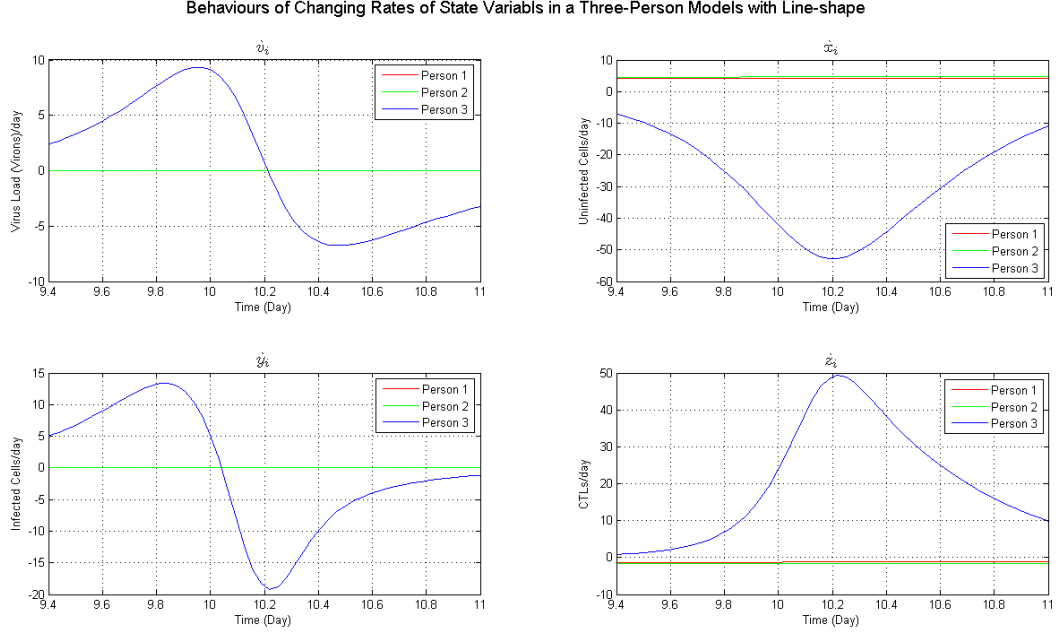 Behaviours of Changing Rates of State Variabls in a Three-Person Models with Line-shape
v̇ᵢ
10
5
0
-5
-10
Virus Load (Virons)/day
9.4 9.6 9.8 10 10.2 10.4 10.6 10.8 11
Time (Day)
Person 1
Person 2
Person 3
ẋᵢ
10
0
-10
-20
-30
-40
-50
-60
Uninfected Cells/day
9.4 9.6 9.8 10 10.2 10.4 10.6 10.8 11
Time (Day)
Person 1
Person 2
Person 3
ẏᵢ
15
10
5
0
-5
-10
-15
-20
Infected Cells/day
9.4 9.6 9.8 10 10.2 10.4 10.6 10.8 11
Time (Day)
Person 1
Person 2
Person 3
żᵢ
50
40
30
20
10
0
-10
CTLs/day
9.4 9.6 9.8 10 10.2 10.4 10.6 10.8 11
Time (Day)
Person 1
Person 2
Person 3